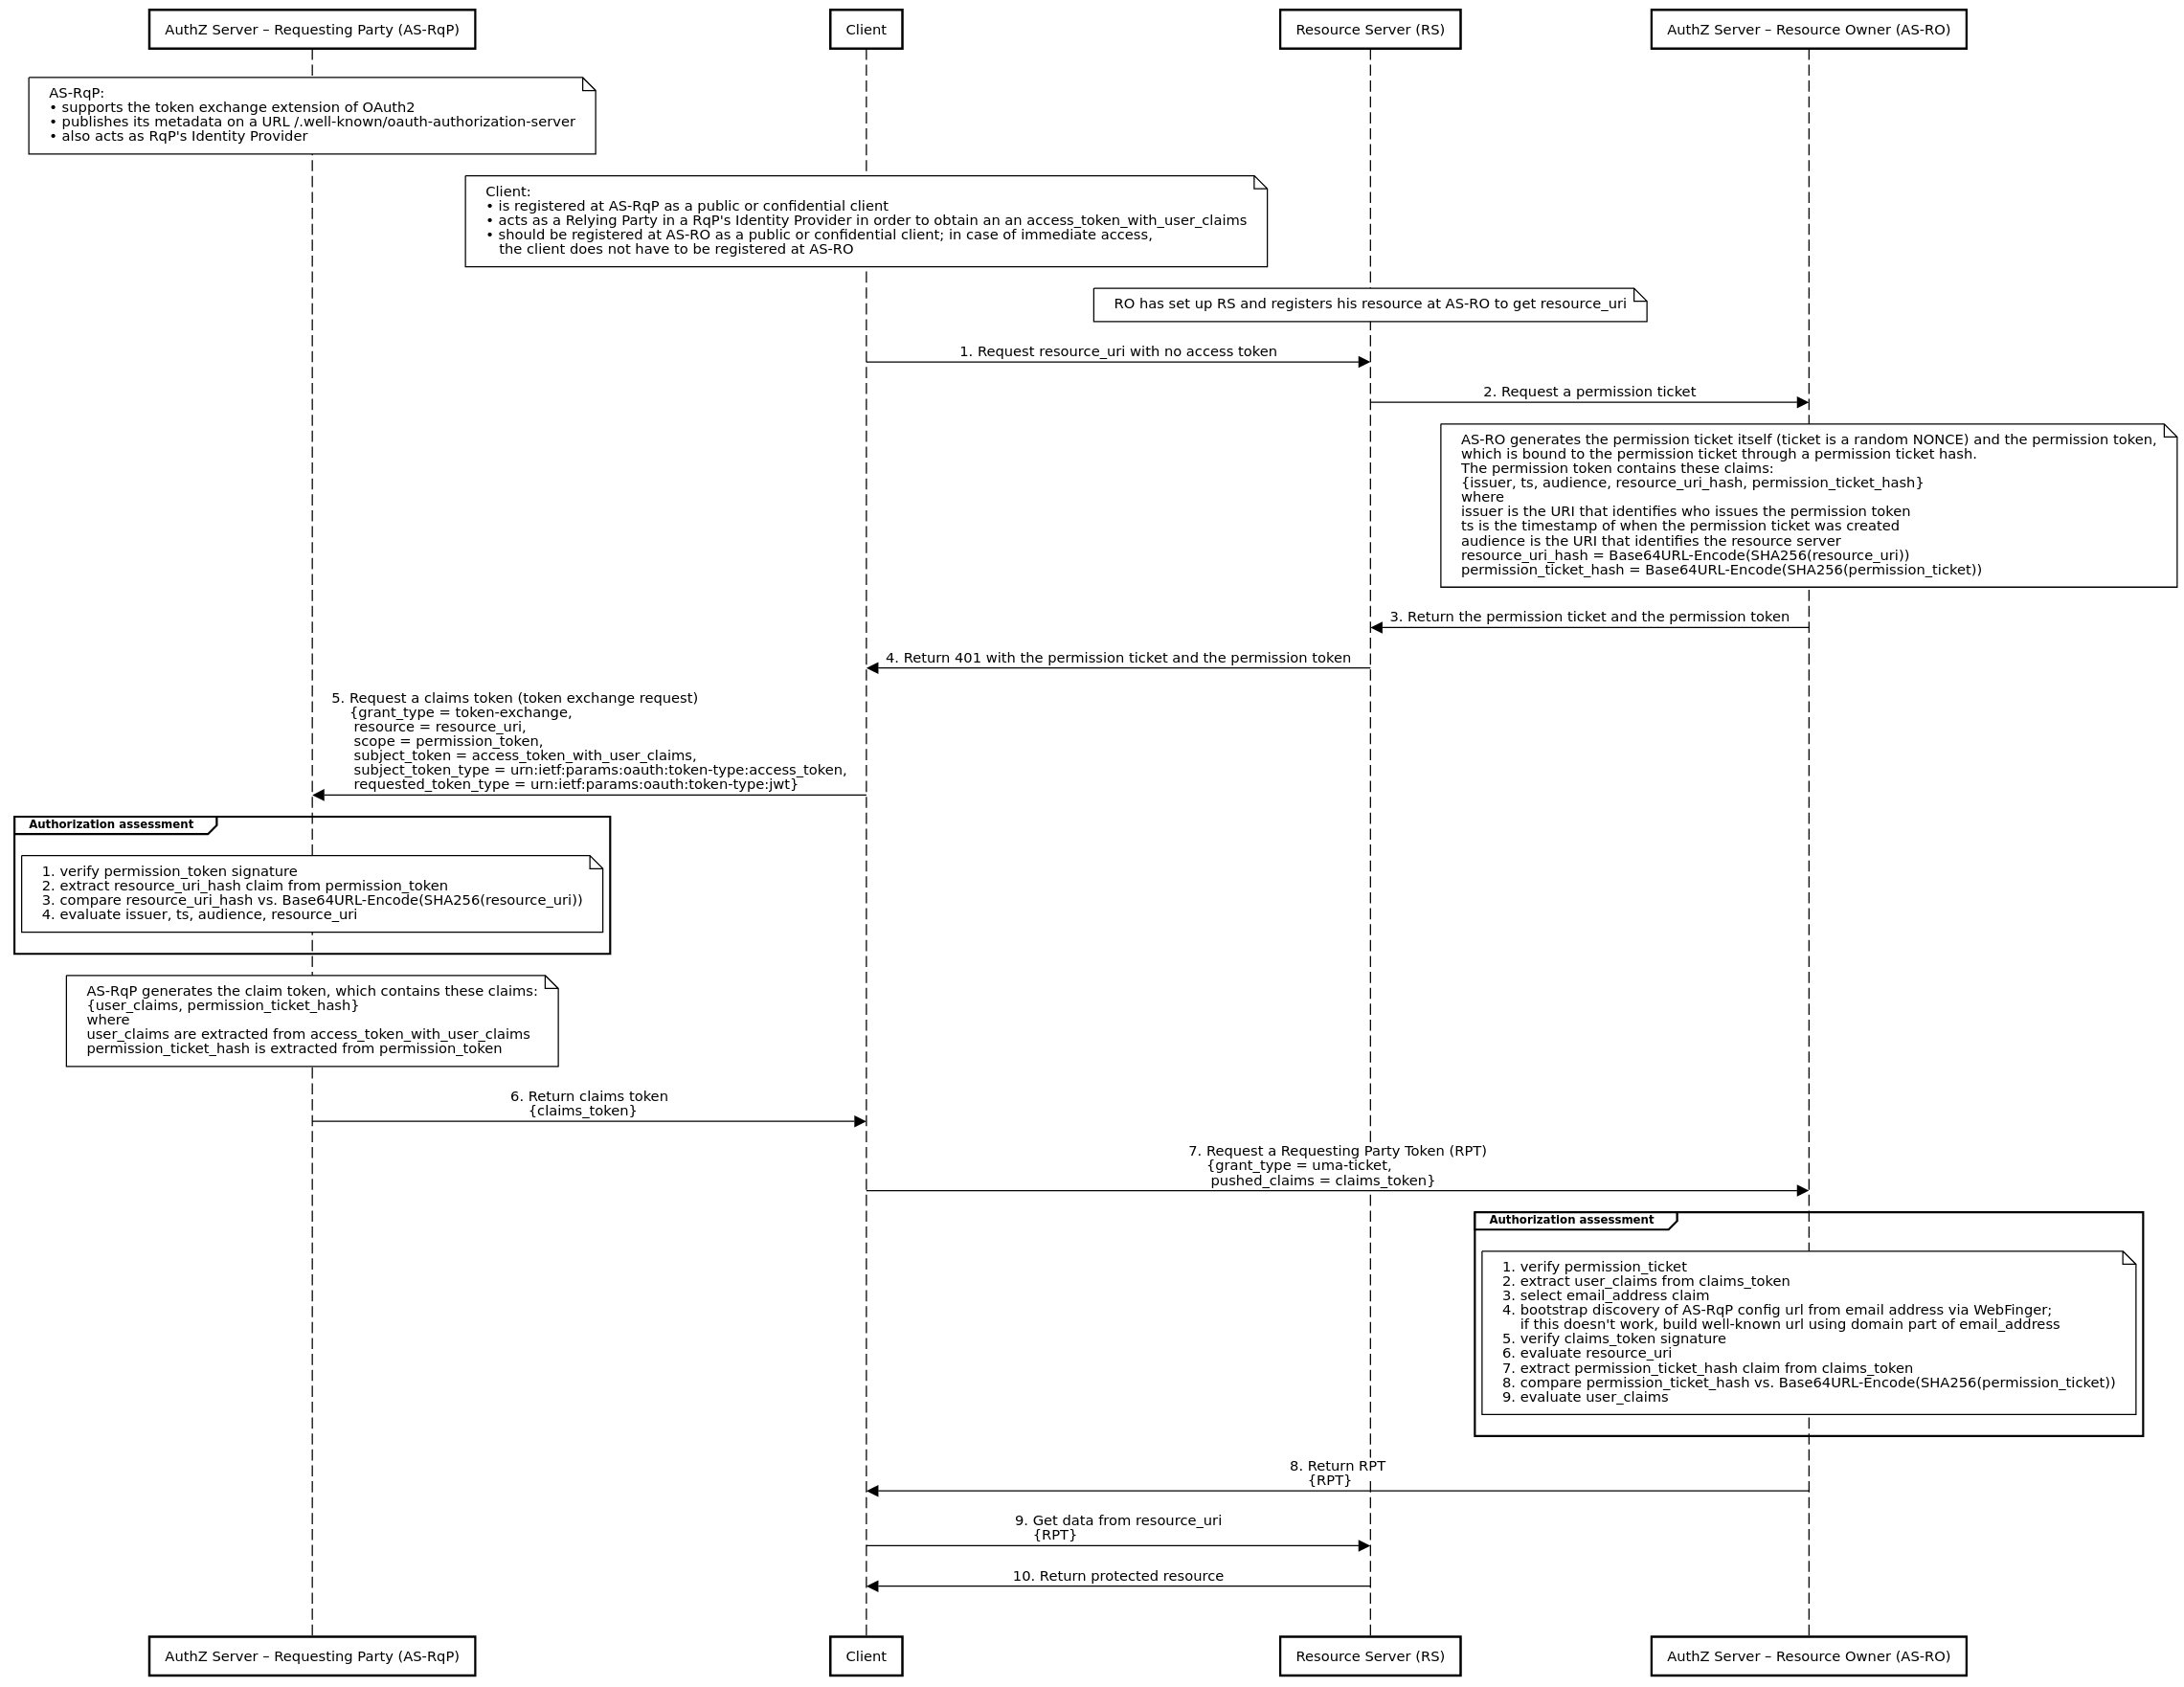 AuthZ Server – Requesting Party (AS-RqP)
Client
Resource Server (RS)
AuthZ Server – Resource Owner (AS-RO)
AS-RqP:
• supports the token exchange extension of OAuth2
• publishes its metadata on a URL /.well-known/oauth-authorization-server
• also acts as RqP's Identity Provider
Client:
• is registered at AS-RqP as a public or confidential client
• acts as a Relying Party in a RqP's Identity Provider in order to obtain an an access_token_with_user_claims
• should be registered at AS-RO as a public or confidential client; in case of immediate access,
the client does not have to be registered at AS-RO
RO has set up RS and registers his resource at AS-RO to get resource_uri
1. Request resource_uri with no access token
2. Request a permission ticket
AS-RO generates the permission ticket itself (ticket is a random NONCE) and the permission token,
which is bound to the permission ticket through a permission ticket hash.
The permission token contains these claims:
{issuer, ts, audience, resource_uri_hash, permission_ticket_hash}
where
issuer is the URI that identifies who issues the permission token
ts is the timestamp of when the permission ticket was created
audience is the URI that identifies the resource server
resource_uri_hash = Base64URL-Encode(SHA256(resource_uri))
permission_ticket_hash = Base64URL-Encode(SHA256(permission_ticket))
3. Return the permission ticket and the permission token
4. Return 401 with the permission ticket and the permission token
5. Request a claims token (token exchange request)
{grant_type = token-exchange,
resource = resource_uri,
scope = permission_token,
subject_token = access_token_with_user_claims,
subject_token_type = urn:ietf:params:oauth:token-type:access_token,
requested_token_type = urn:ietf:params:oauth:token-type:jwt}
Authorization assessment
1. verify permission_token signature
2. extract resource_uri_hash claim from permission_token
3. compare resource_uri_hash vs. Base64URL-Encode(SHA256(resource_uri))
4. evaluate issuer, ts, audience, resource_uri
AS-RqP generates the claim token, which contains these claims:
{user_claims, permission_ticket_hash}
where
user_claims are extracted from access_token_with_user_claims
permission_ticket_hash is extracted from permission_token
6. Return claims token
{claims_token}
7. Request a Requesting Party Token (RPT)
{grant_type = uma-ticket,
pushed_claims = claims_token}
Authorization assessment
1. verify permission_ticket
2. extract user_claims from claims_token
3. select email_address claim
4. bootstrap discovery of AS-RqP config url from email address via WebFinger;
if this doesn't work, build well-known url using domain part of email_address
5. verify claims_token signature
6. evaluate resource_uri
7. extract permission_ticket_hash claim from claims_token
8. compare permission_ticket_hash vs. Base64URL-Encode(SHA256(permission_ticket))
9. evaluate user_claims
8. Return RPT
{RPT}
9. Get data from resource_uri
{RPT}
10. Return protected resource
AuthZ Server – Requesting Party (AS-RqP)
Client
Resource Server (RS)
AuthZ Server – Resource Owner (AS-RO)